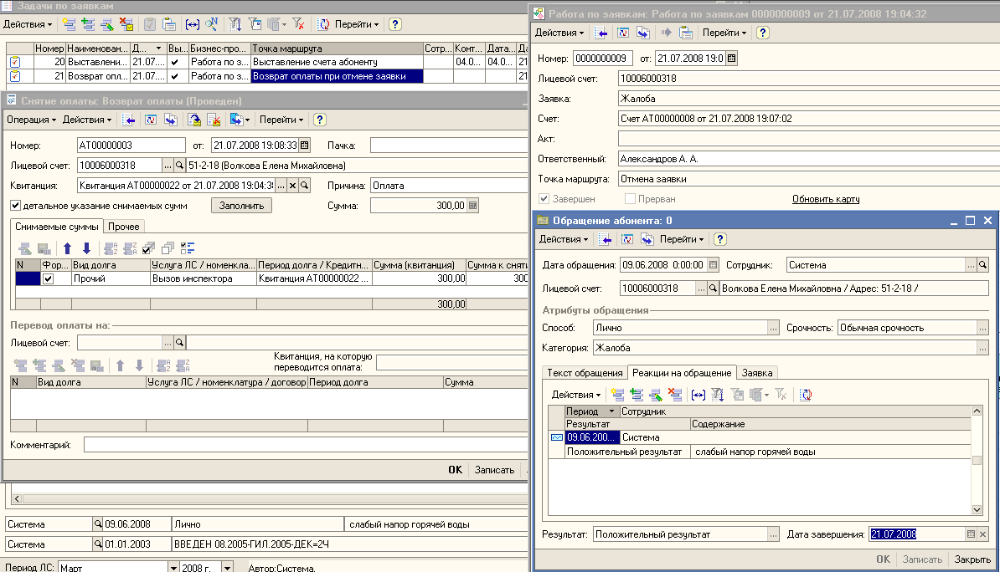 Задачи по заявкам
Действия Перейти
Номер Наименован... Д... Вы... Бизнес-про... Точка маршрута Сотр... Конт... Дата... Да
20 Выставлени... 21.07.... Работа по з... Выставление счета абоненту 04.0... 04.0... 21
21 Возврат опл... 21.07.... Работа по з... Возврат оплаты при отмене заявки 21
Снятие оплаты: Возврат оплаты (Проведен)
Операция Действия Перейти
Номер: АТ00000003 от: 21.07.2008 19:08:33 Пачка:
Лицевой счет: 10006000318 ... 51-2-18 (Волкова Елена Михайловна)
Квитанция: Квитанция АТ00000022 от 21.07.2008 19:04:38 ... Причина: Оплата
детальное указание снимаемых сумм Заполнить Сумма: 300,00
Снимаемые суммы Прочее
N Фор... Вид долга Услуга ЛС / номенкла... Период долга / Кредитн... Сумма (квитанция) Сумма к сняти
Прочий Вызов инспектора Квитанция АТ00000022 ... 300,00 300
300,00
Перевод оплаты на:
Лицевой счет: ...
Квитанция, на которую
переводится оплата:
N Вид долга Услуга ЛС / номенклатура / договор Период долга Сумма
Комментарий:
OK Записать
Система 09.06.2008 Лично слабый напор горячей воды
Система 01.01.2003 ВВЕДЕН 08.2005-ГИЛ.2005-ДЕК=2Ч
Период ЛС: Март 2008 г. Автор:Система.
Работа по заявкам: Работа по заявкам 0000000009 от 21.07.2008 19:04:32
Действия Перейти
Номер: 0000000009 от: 21.07.2008 19:0
Лицевой счет: 10006000318
Заявка: Жалоба
Счет: Счет АТ00000008 от 21.07.2008 19:07:02
Акт:
Ответственный: Александров А. А.
Точка маршрута: Отмена заявки
Завершен Прерван Обновить карту
Обращение абонента: 0
Действия Перейти
Дата обращения: 09.06.2008 0:00:00 Сотрудник: Система ...
Лицевой счет: 10006000318 ... Волкова Елена Михайловна / Адрес: 51-2-18 /
Атрибуты обращения
Способ: Лично ... Срочность: Обычная срочность ...
Категория: Жалоба ...
Текст обращения Реакции на обращение Заявка
Действия
Период Сотрудник
Результат Содержание
09.06.200... Система
Положительный результат слабый напор горячей воды
Результат: Положительный результат ... Дата завершения: 21.07.2008
OK Записать Закрыть